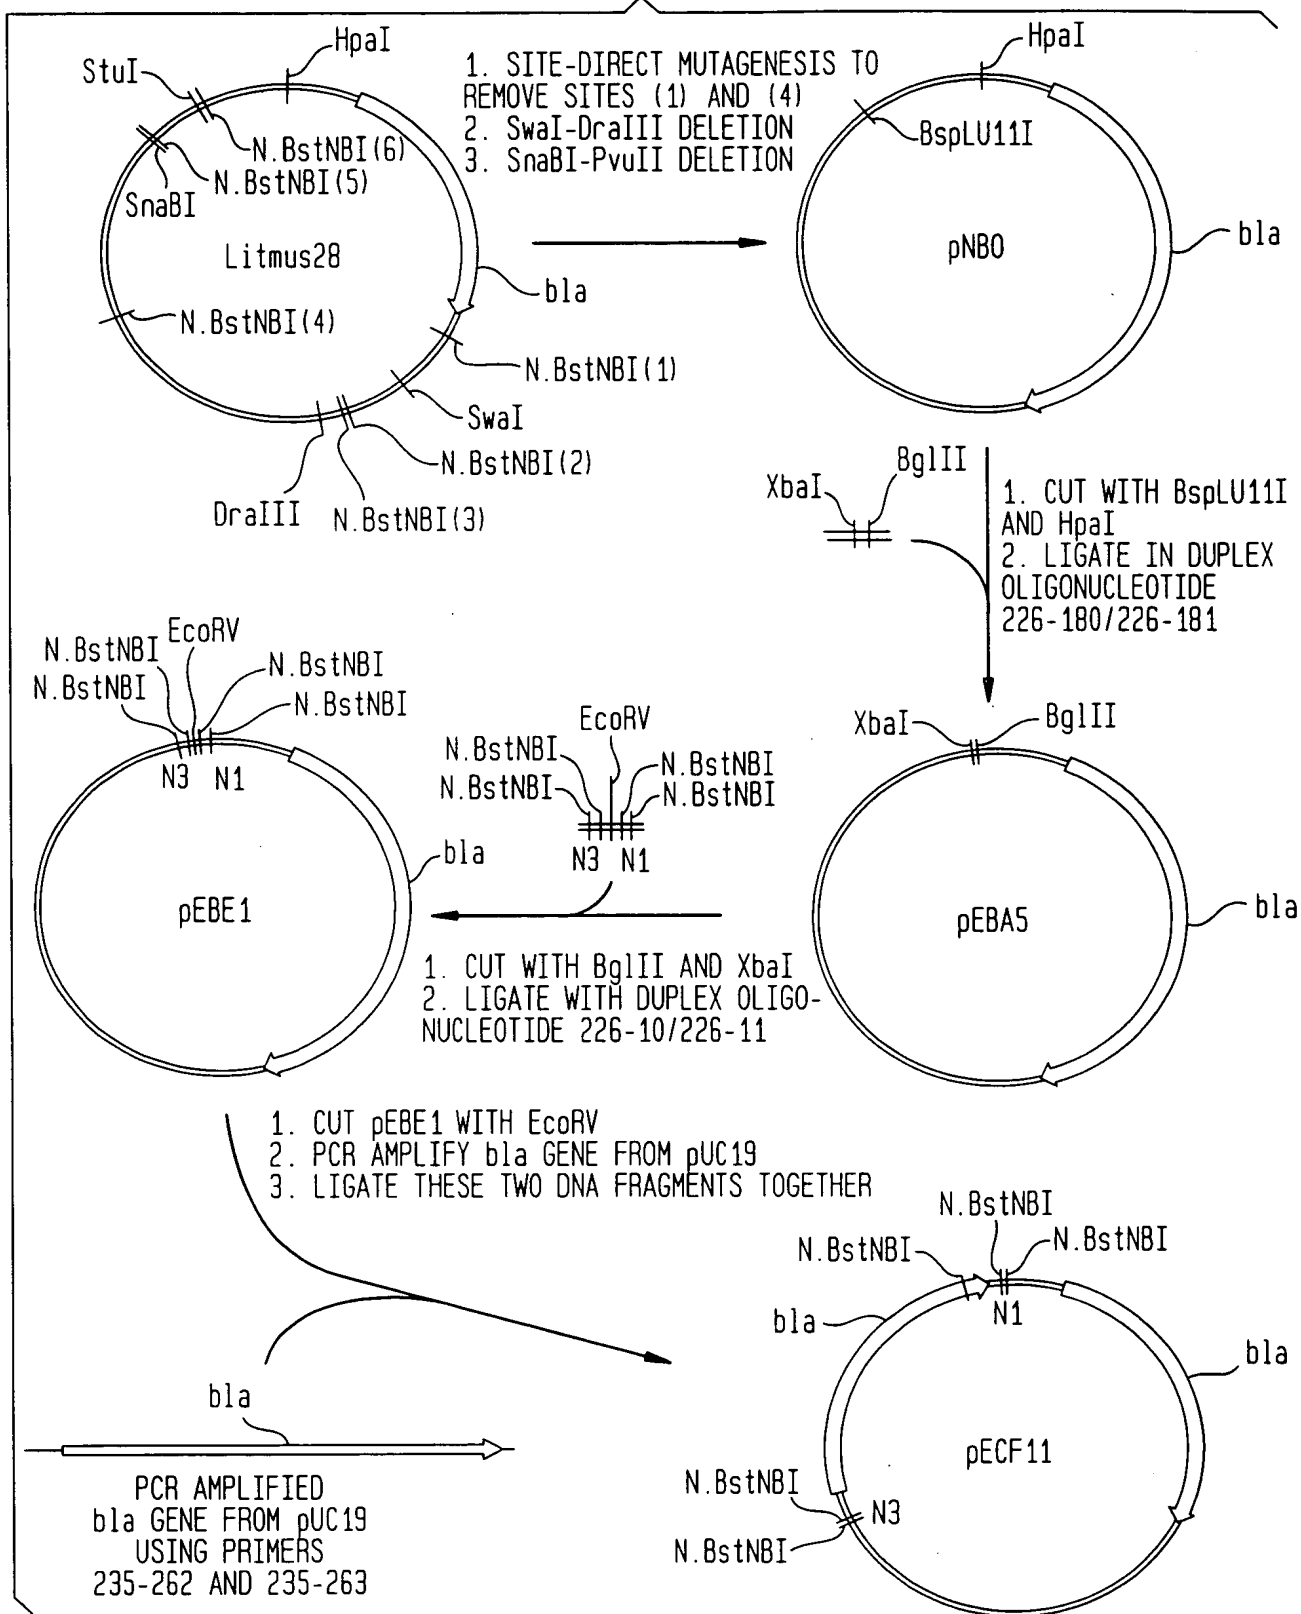 HpaI
StuI
N.BstNBI(6)
N.BstNBI(5)
SnaBI
Litmus28
bla
N.BstNBI(4)
N.BstNBI(1)
SwaI
N.BstNBI(2)
DraIII
N.BstNBI(3)
1. SITE-DIRECT MUTAGENESIS TO
REMOVE SITES (1) AND (4)
2. SwaI-DraIII DELETION
3. SnaBI-PvuII DELETION
HpaI
BspLU11I
pNB0
bla
XbaI
BglII
1. CUT WITH BspLU11I
AND HpaI
2. LIGATE IN DUPLEX
OLIGONUCLEOTIDE
226-180/226-181
XbaI
BglII
pEBA5
bla
EcoRV
N.BstNBI
N.BstNBI
N.BstNBI
N.BstNBI
N3 N1
1. CUT WITH BglII AND XbaI
2. LIGATE WITH DUPLEX OLIGO-
NUCLEOTIDE 226-10/226-11
EcoRV
N.BstNBI
N.BstNBI
N.BstNBI
N.BstNBI
N3 N1
bla
pEBE1
1. CUT pEBE1 WITH EcoRV
2. PCR AMPLIFY bla GENE FROM pUC19
3. LIGATE THESE TWO DNA FRAGMENTS TOGETHER
bla
PCR AMPLIFIED
bla GENE FROM pUC19
USING PRIMERS
235-262 AND 235-263
N.BstNBI
N.BstNBI
N.BstNBI
N1
bla
bla
pECF11
N.BstNBI
N3
N.BstNBI